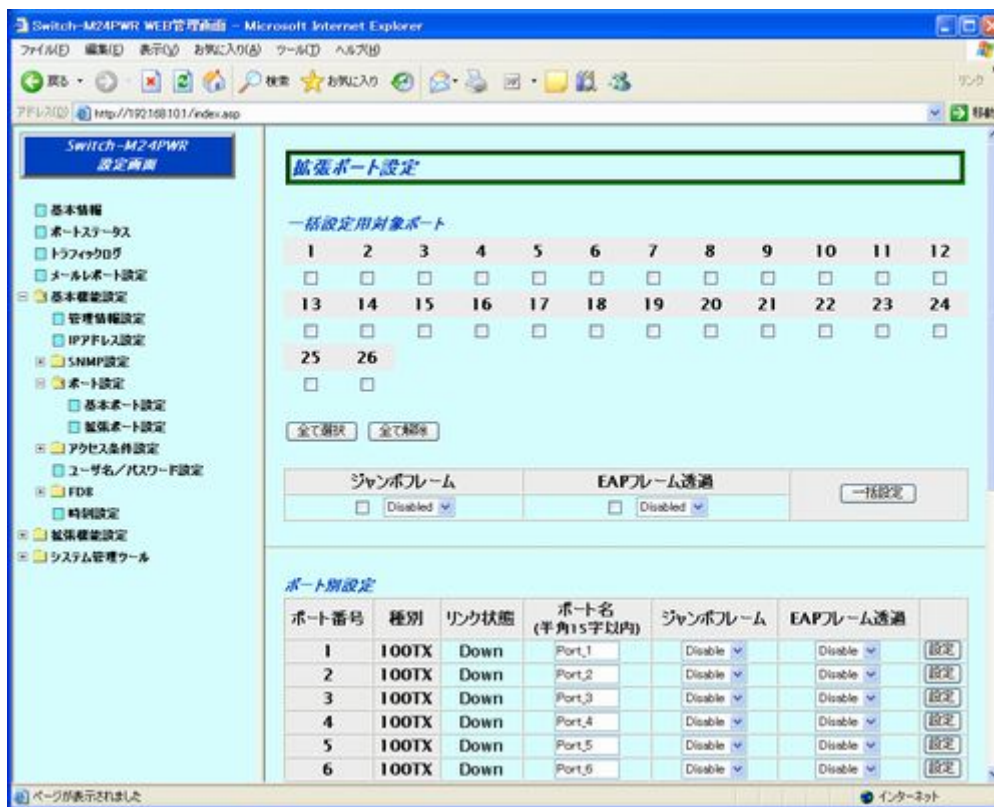 Switch-M24PWR WEB管理画面 - Microsoft Internet Explorer
ファイル(F) 編集(E) 表示(V) お気に入り(A) ツール(T) ヘルプ(H)
戻る 検索 お気に入り リンク
アドレス(D) http://192.168.10.1/index.asp 移動
Switch-M24PWR
設定画面
基本情報
ポートステータス
トラフィックログ
メールレポート設定
基本機能設定
管理情報設定
IPアドレス設定
SNMP設定
ポート設定
基本ポート設定
拡張ポート設定
アクセス条件設定
ユーザ名/パスワード設定
FDB
時刻設定
拡張機能設定
システム管理ツール
拡張ポート設定
一括設定用対象ポート
1 2 3 4 5 6 7 8 9 10 11 12
13 14 15 16 17 18 19 20 21 22 23 24
25 26
全て選択 全て解除
ジャンボフレーム EAPフレーム透過 一括設定
Disabled Disabled
ポート別設定
ポート番号 種別 リンク状態 ポート名 (半角15字以内) ジャンボフレーム EAPフレーム透過
1 100TX Down Port_1 Disable Disable 設定
2 100TX Down Port_2 Disable Disable 設定
3 100TX Down Port_3 Disable Disable 設定
4 100TX Down Port_4 Disable Disable 設定
5 100TX Down Port_5 Disable Disable 設定
6 100TX Down Port_6 Disable Disable 設定
ページが表示されました インターネット